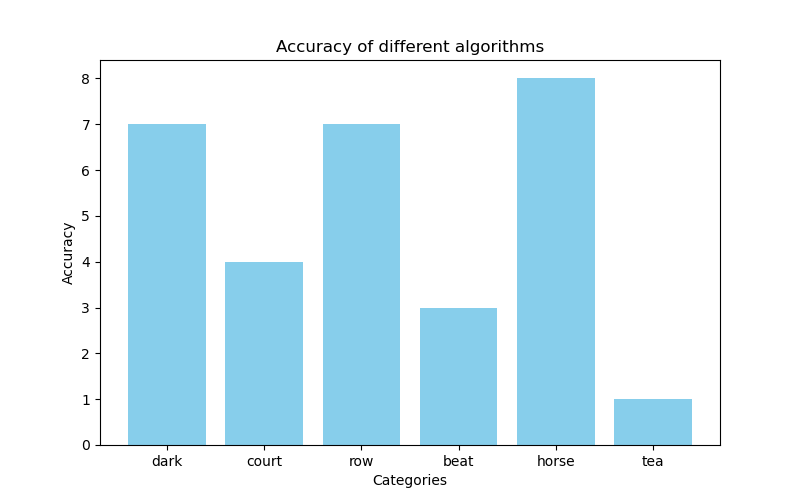 Accuracy of different algorithms
8
7
6
5
4
3
2
1
0
Accuracy
dark court row beat horse tea
Categories